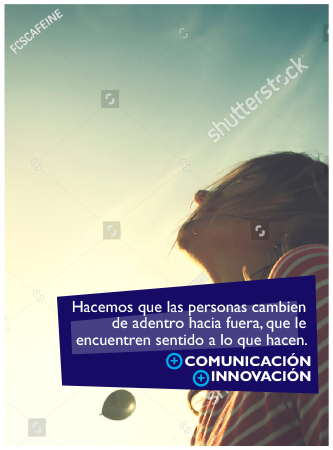 FCSCAFEINE
shutterstock
Hacemos que las personas cambien
de adentro hacia fuera, que le
encuentren sentido a lo que hacen.
+ COMUNICACIÓN
+ INNOVACIÓN